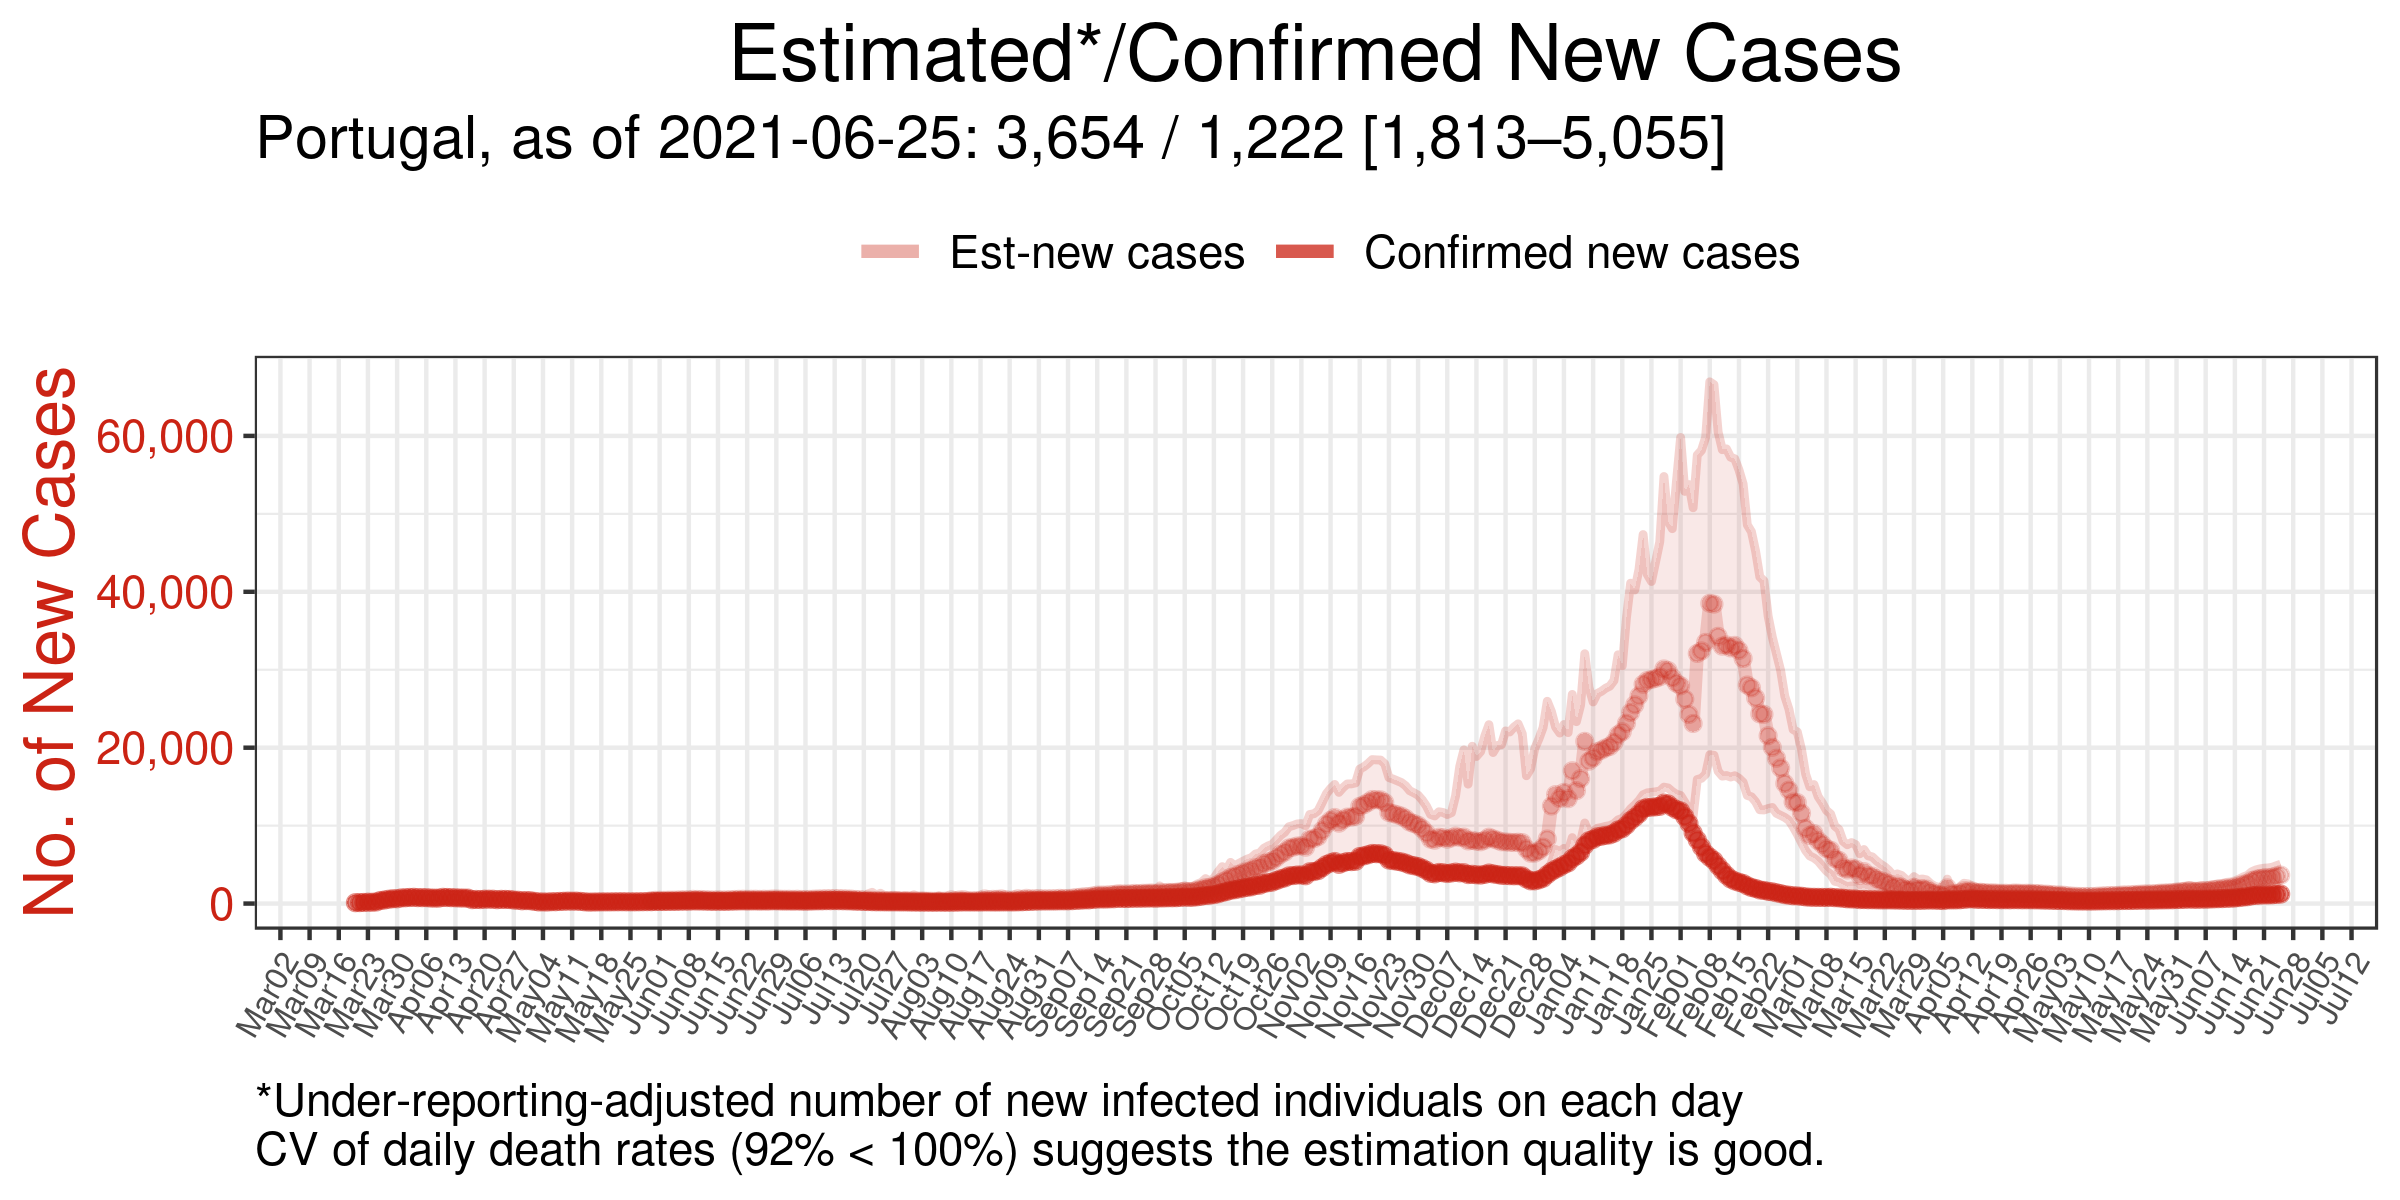 Estimated*/Confirmed New Cases
Portugal, as of 2021-06-25: 3,654 / 1,222 [1,813–5,055]
Est-new cases
Confirmed new cases
No. of New Cases
60,000
40,000
20,000
0
Mar02
Mar09
Mar16
Mar23
Mar30
Apr06
Apr13
Apr20
Apr27
May04
May11
May18
May25
Jun01
Jun08
Jun15
Jun22
Jun29
Jul06
Jul13
Jul20
Jul27
Aug03
Aug10
Aug17
Aug24
Aug31
Sep07
Sep14
Sep21
Sep28
Oct05
Oct12
Oct19
Oct26
Nov02
Nov09
Nov16
Nov23
Nov30
Dec07
Dec14
Dec21
Dec28
Jan04
Jan11
Jan18
Jan25
Feb01
Feb08
Feb15
Feb22
Mar01
Mar08
Mar15
Mar22
Mar29
Apr05
Apr12
Apr19
Apr26
May03
May10
May17
May24
May31
Jun07
Jun14
Jun21
Jun28
Jul05
Jul12
*Under-reporting-adjusted number of new infected individuals on each day
CV of daily death rates (92% < 100%) suggests the estimation quality is good.